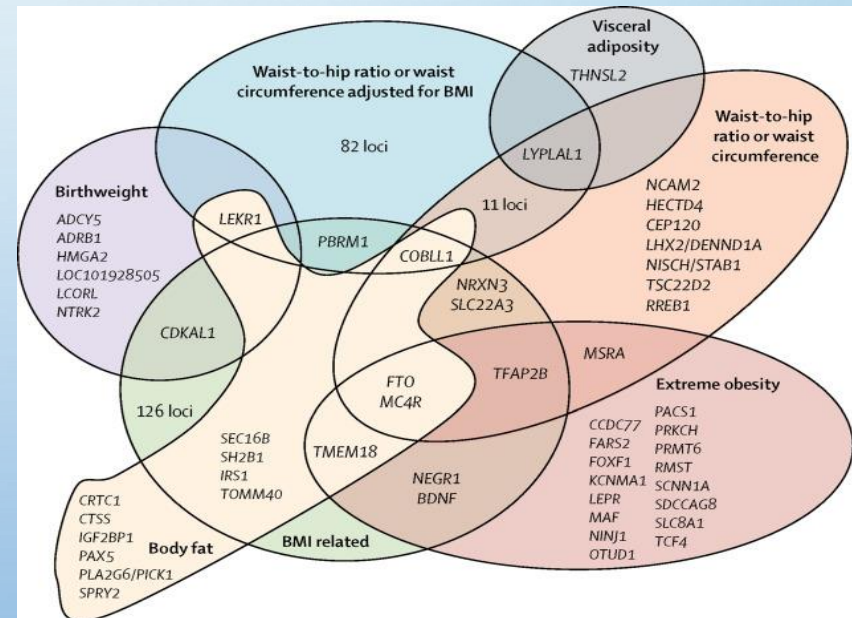 Visceral
adiposity
THNSL2
Waist-to-hip ratio or waist
circumference adjusted for BMI
82 loci
LYPLAL1
Waist-to-hip
ratio or waist
circumference
NCAM2
HECTD4
CEP120
LHX2/DENND1A
NISCH/STAB1
TSC22D2
RREB1
11 loci
Birthweight
ADCY5
ADRB1
HMGA2
LOC101928505
LCORL
NTRK2
LEKR1
PBRM1
COBLL1
NRXN3
SLC22A3
CDKAL1
MSRA
TFAP2B
FTO
MC4R
Extreme obesity
CCDC77
FARS2
FOXF1
KCNMA1
LEPR
MAF
NINJ1
OTUD1
PACS1
PRKCH
PRMT6
RMST
SCNN1A
SDCCAG8
SLC8A1
TCF4
126 loci
SEC16B
SH2B1
IRS1
TOMM40
TMEM18
NEGR1
BDNF
CRTC1
CTSS
IGF2BP1
PAX5
PLA2G6/PICK1
SPRY2
Body fat
BMI related